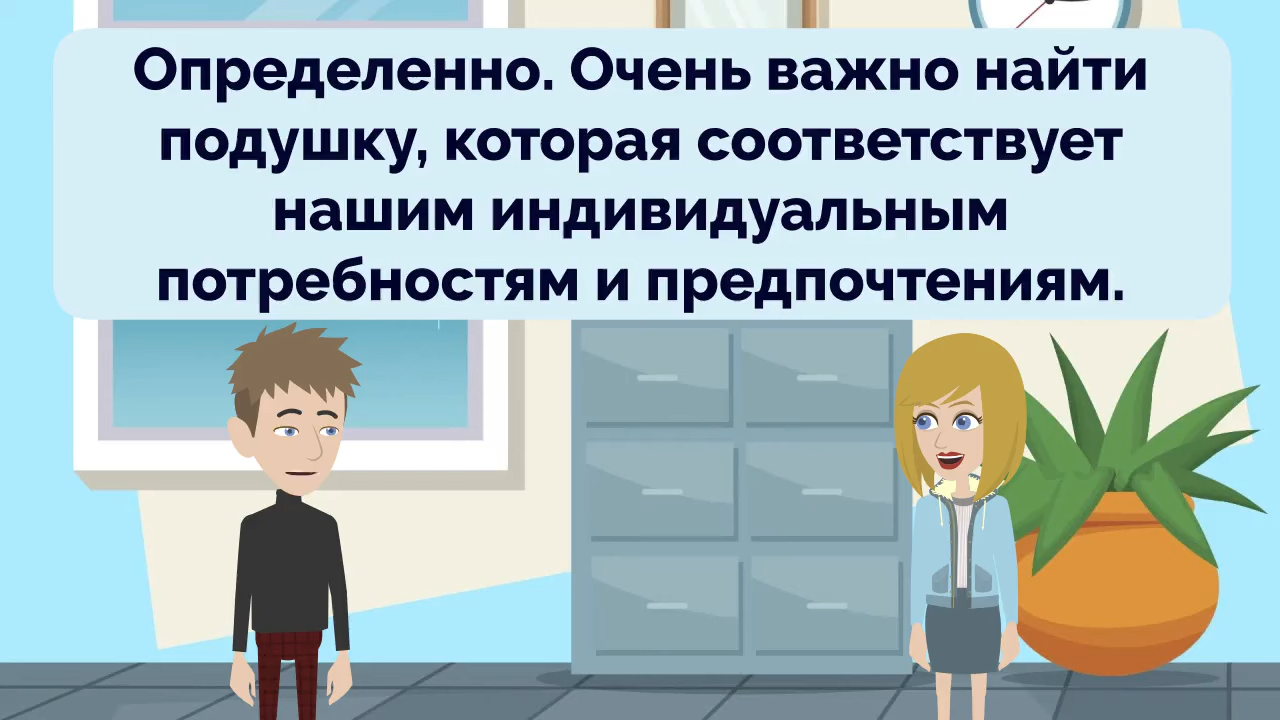 Определенно. Очень важно найти
подушку, которая соответствует
нашим индивидуальным
потребностям и предпочтениям.